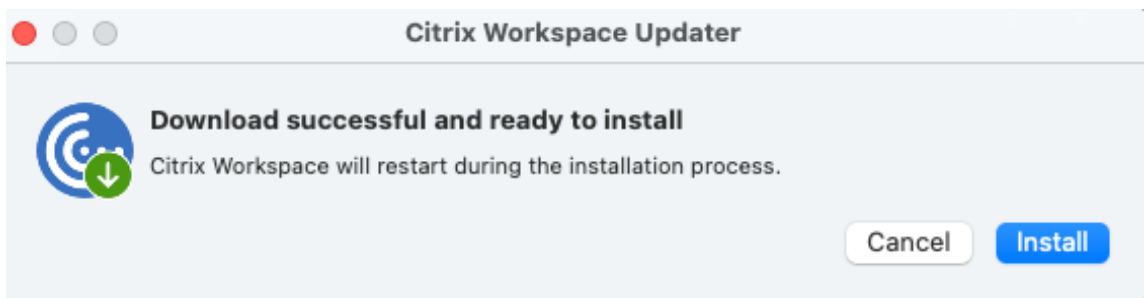 Citrix Workspace Updater
Download successful and ready to install
Citrix Workspace will restart during the installation process.
Cancel Install